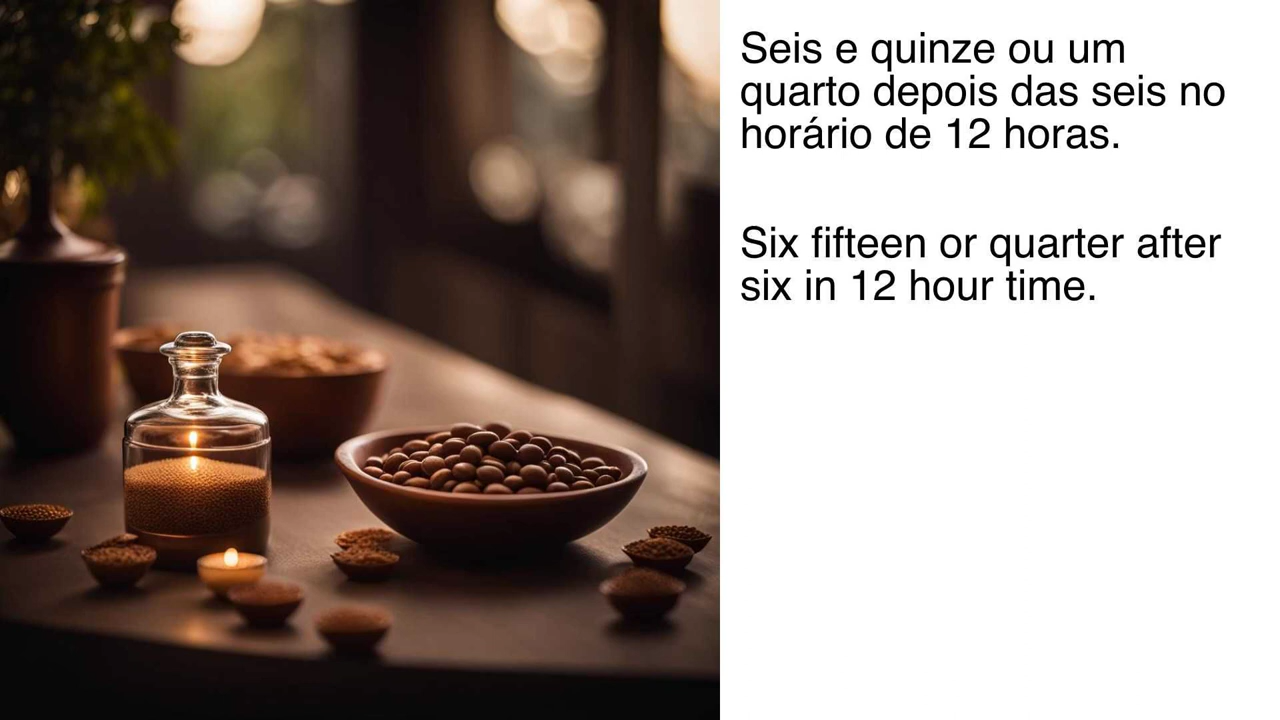 Seis e quinze ou um
quarto depois das seis no
horário de 12 horas.
Six fifteen or quarter after
six in 12 hour time.